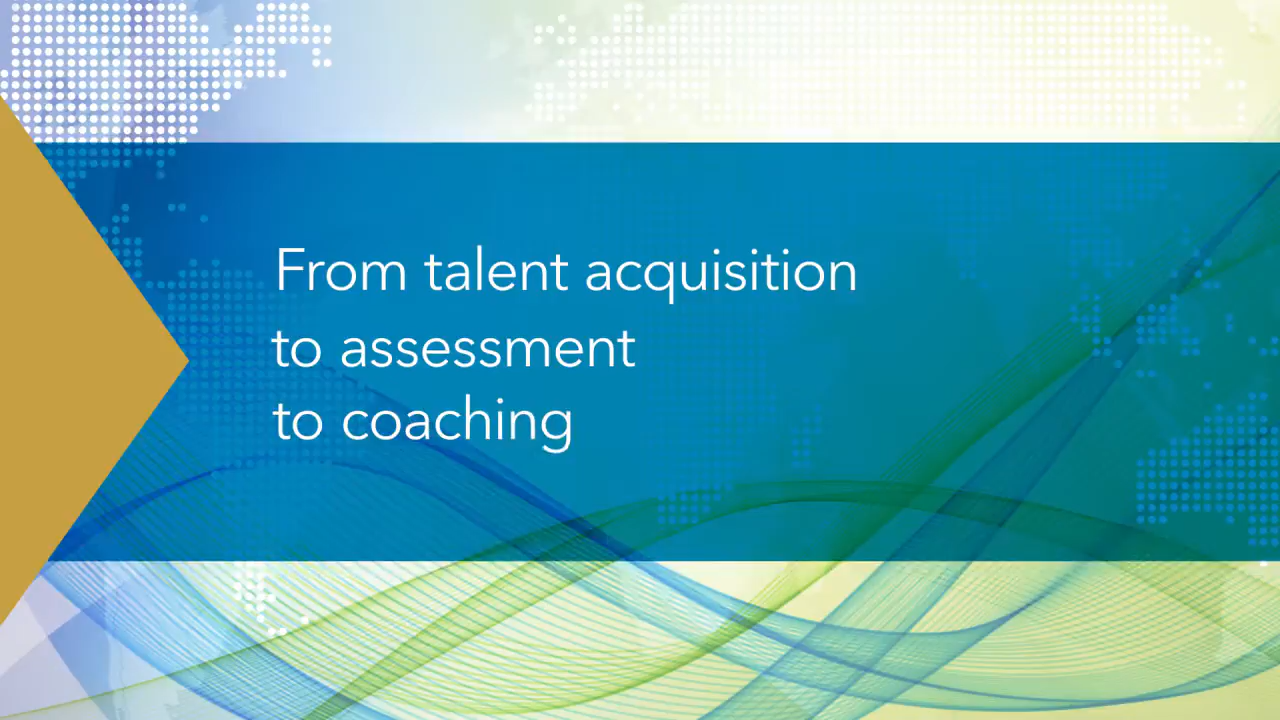 From talent acquisition
to assessment
to coaching